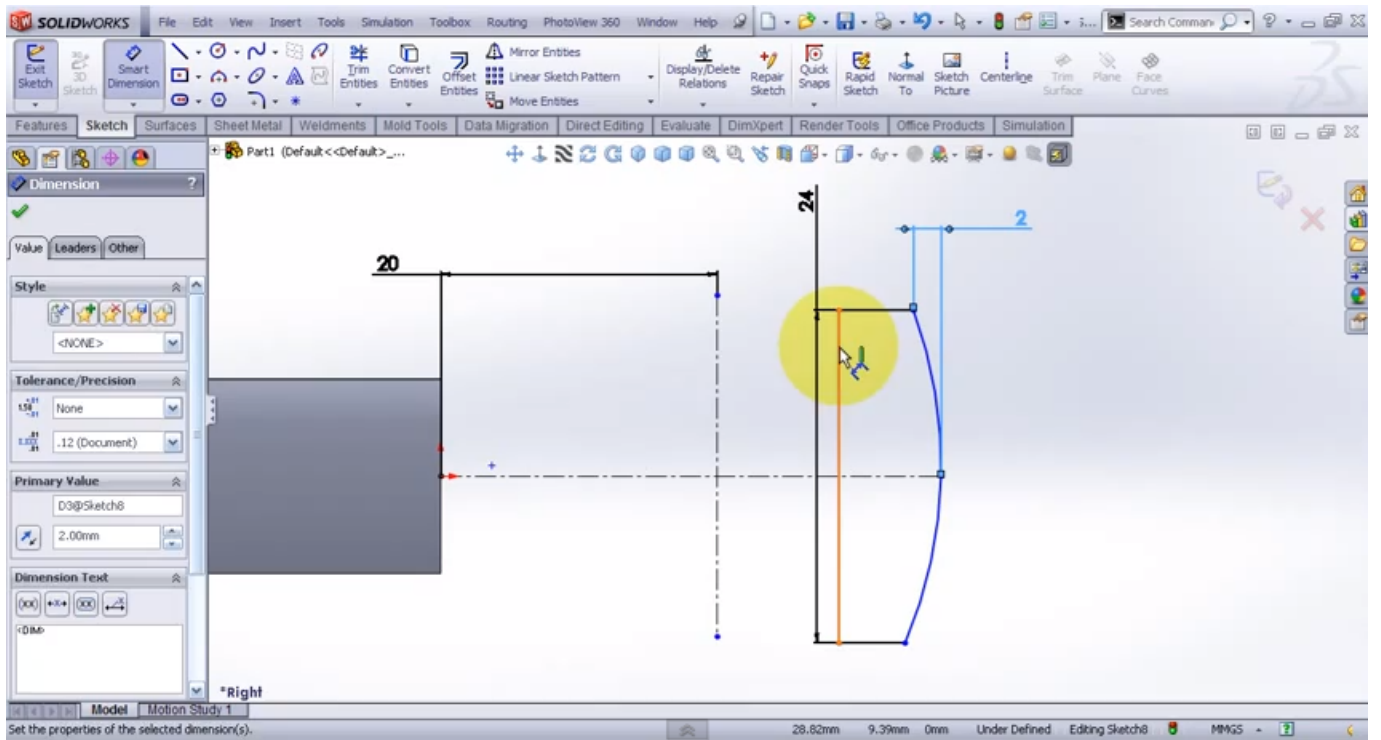 SOLIDWORKS File Edit View Insert Tools Simulation Toolbox Routing PhotoView 360 Window Help Search Comman
Exit Sketch
3D Sketch
Smart Dimension
Trim Entities
Convert Entities
Offset Entities
Mirror Entities
Linear Sketch Pattern
Move Entities
Display/Delete Relations
Repair Sketch
Quick Snaps
Rapid Sketch
Normal To
Sketch Picture
Centerline
Trim Surface
Plane
Face Curves
Features Sketch Surfaces Sheet Metal Weldments Mold Tools Data Migration Direct Editing Evaluate DimXpert Render Tools Office Products Simulation
Part1 (Default<<Default>_...
Dimension ?
Value Leaders Other
Style
<NONE>
Tolerance/Precision
None
.12 (Document)
Primary Value
D3@Sketch8
2.00mm
Dimension Text
<DIM>
20
24
2
*Right
Model Motion Study 1
Set the properties of the selected dimension(s). 28.82mm 9.39mm 0mm Under Defined Editing Sketch8 MMGS